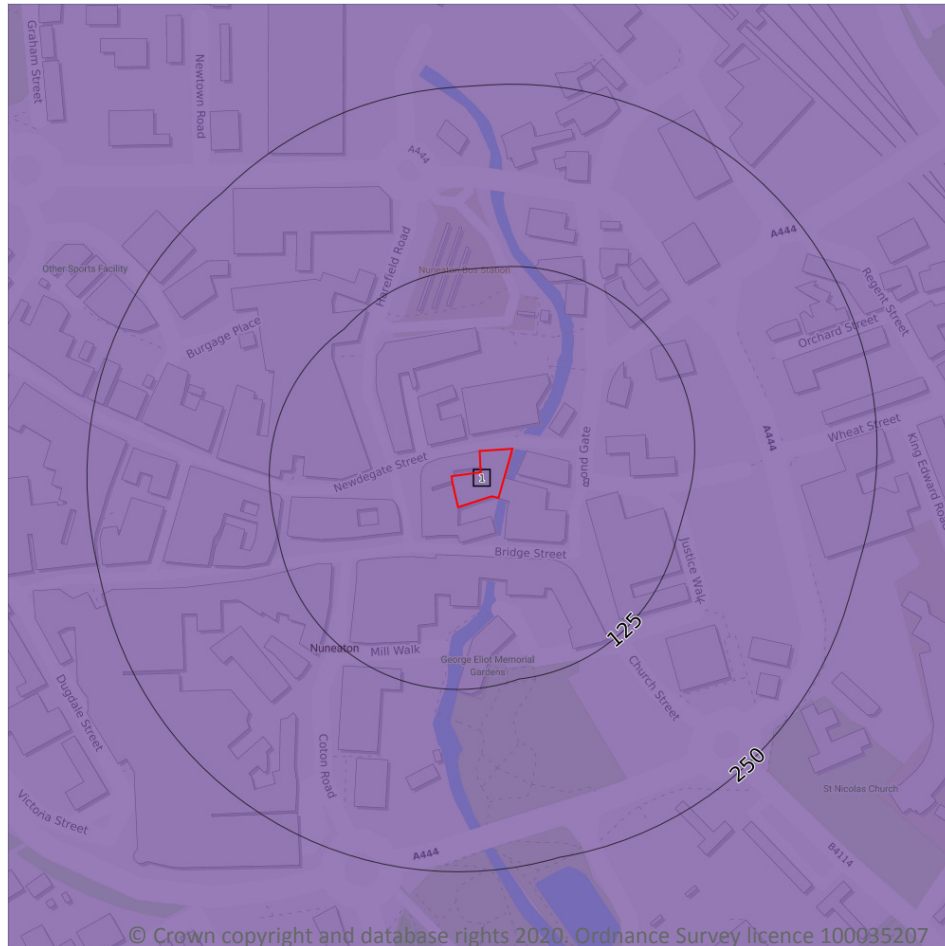 Graham Street
Newtown Road
A444
A444
Other Sports Facility
Harefield Road
Nuneaton Bus Station
Regent Street
Burgage Place
Orchard Street
Wheat Street
A444
King Edward Road
Newdegate Street
ond Gate
1
Bridge Street
Justice Walk
125
Nuneaton
Mill Walk
George Eliot Memorial
Gardens
Church Street
Dugdale Street
Coton Road
250
St Nicolas Church
Victoria Street
A444
B4114
© Crown copyright and database rights 2020. Ordnance Survey licence 100035207